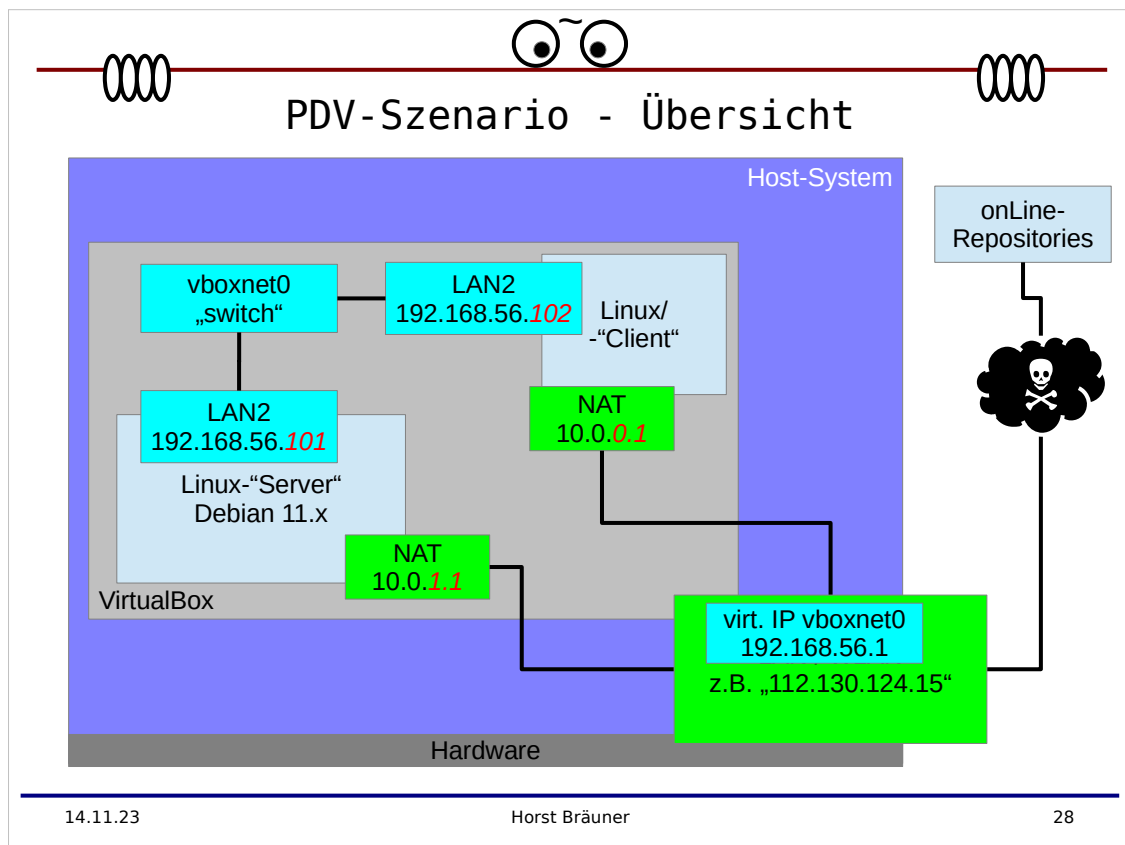 PDV-Szenario - Übersicht
Host-System
onLine-
Repositories
vboxnet0
„switch“
LAN2
192.168.56.102
Linux/
-“Client“
LAN2
192.168.56.101
NAT
10.0.0.1
Linux-“Server“
Debian 11.x
NAT
10.0.1.1
VirtualBox
virt. IP vboxnet0
192.168.56.1
z.B. „112.130.124.15“
Hardware
14.11.23
Horst Bräuner
28